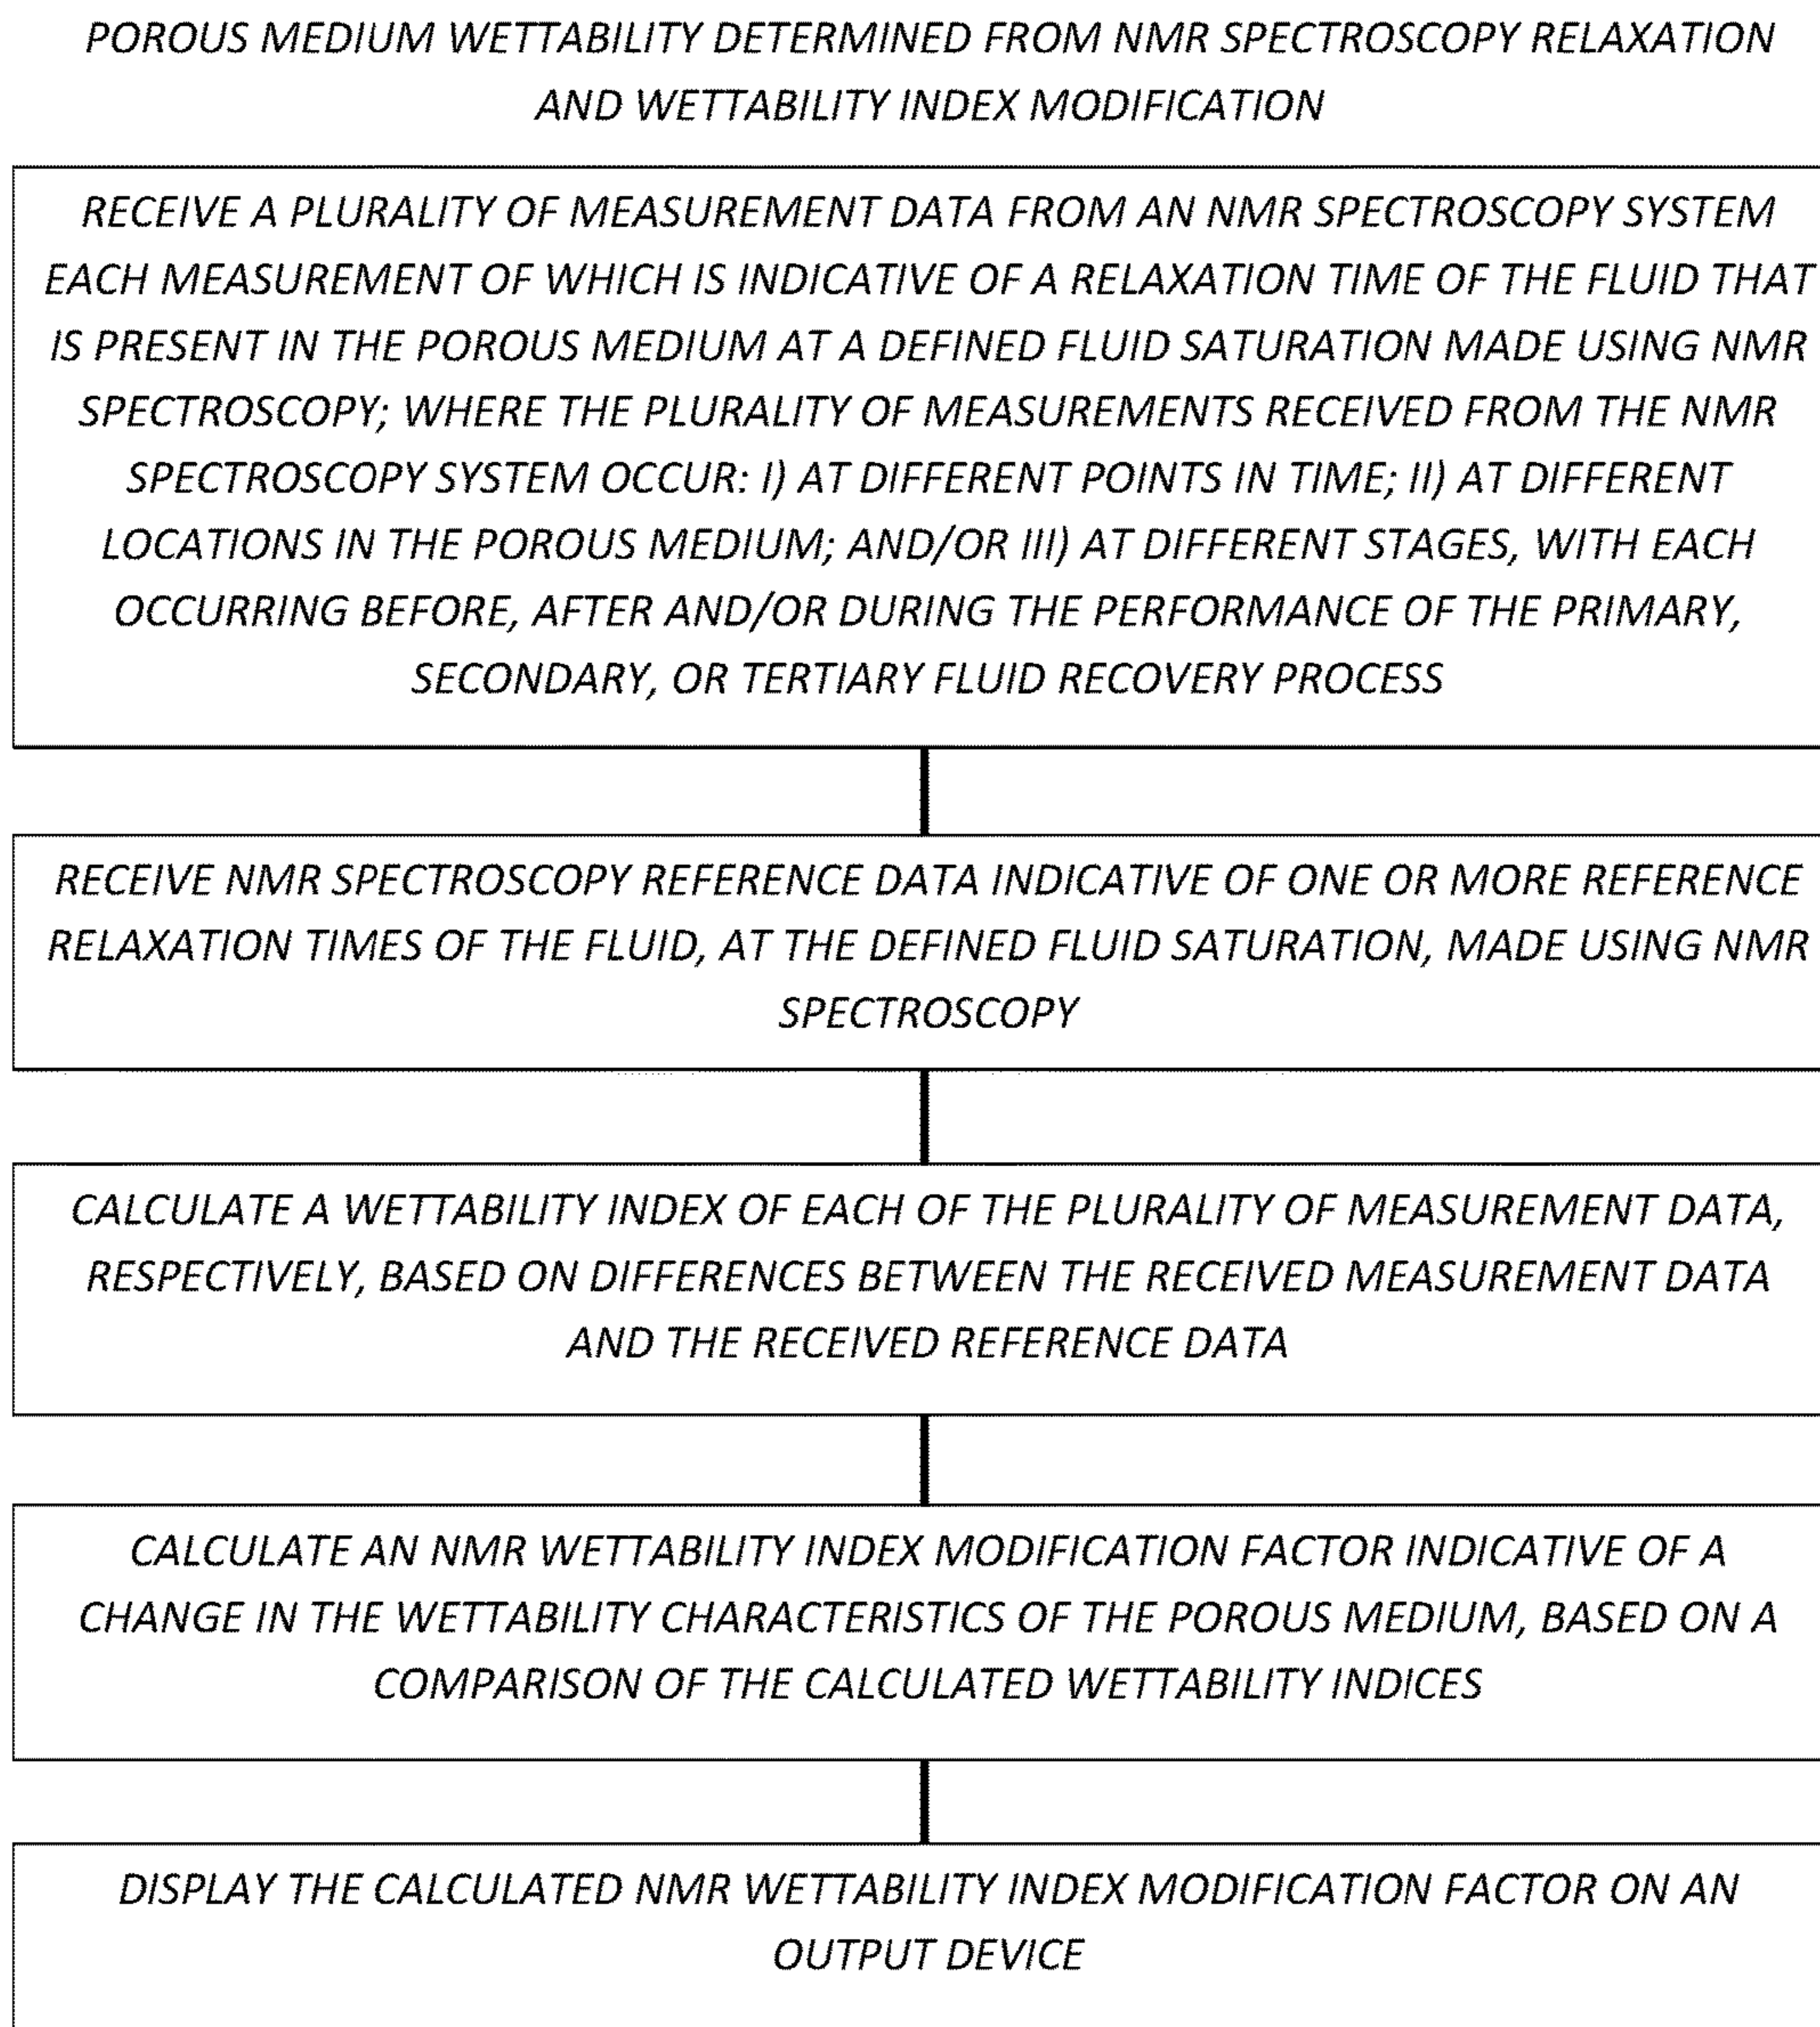 POROUS MEDIUM WETTABILITY DETERMINED FROM NMR SPECTROSCOPY RELAXATION
AND WETTABILITY INDEX MODIFICATION
RECEIVE A PLURALITY OF MEASUREMENT DATA FROM AN NMR SPECTROSCOPY SYSTEM
EACH MEASUREMENT OF WHICH IS INDICATIVE OF A RELAXATION TIME OF THE FLUID THAT
IS PRESENT IN THE POROUS MEDIUM AT A DEFINED FLUID SATURATION MADE USING NMR
SPECTROSCOPY; WHERE THE PLURALITY OF MEASUREMENTS RECEIVED FROM THE NMR
SPECTROSCOPY SYSTEM OCCUR: I) AT DIFFERENT POINTS IN TIME; II) AT DIFFERENT
LOCATIONS IN THE POROUS MEDIUM; AND/OR III) AT DIFFERENT STAGES, WITH EACH
OCCURRING BEFORE, AFTER AND/OR DURING THE PERFORMANCE OF THE PRIMARY,
SECONDARY, OR TERTIARY FLUID RECOVERY PROCESS
RECEIVE NMR SPECTROSCOPY REFERENCE DATA INDICATIVE OF ONE OR MORE REFERENCE
RELAXATION TIMES OF THE FLUID, AT THE DEFINED FLUID SATURATION, MADE USING NMR
SPECTROSCOPY
CALCULATE A WETTABILITY INDEX OF EACH OF THE PLURALITY OF MEASUREMENT DATA,
RESPECTIVELY, BASED ON DIFFERENCES BETWEEN THE RECEIVED MEASUREMENT DATA
AND THE RECEIVED REFERENCE DATA
CALCULATE AN NMR WETTABILITY INDEX MODIFICATION FACTOR INDICATIVE OF A
CHANGE IN THE WETTABILITY CHARACTERISTICS OF THE POROUS MEDIUM, BASED ON A
COMPARISON OF THE CALCULATED WETTABILITY INDICES
DISPLAY THE CALCULATED NMR WETTABILITY INDEX MODIFICATION FACTOR ON AN
OUTPUT DEVICE